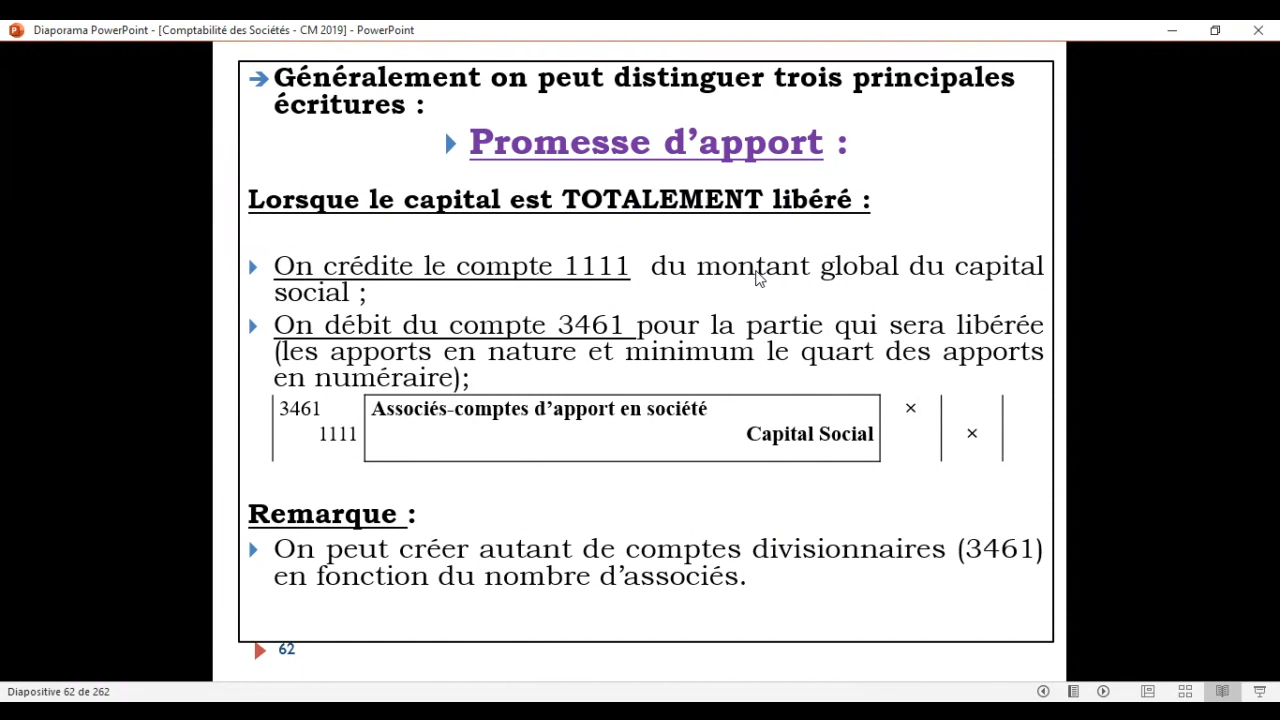 Diaporama PowerPoint - [Comptabilité des Sociétés - CM 2019] - PowerPoint
Généralement on peut distinguer trois principales
écritures :
Promesse d’apport :
Lorsque le capital est TOTALEMENT libéré :
On crédite le compte 1111 du montant global du capital
social ;
On débit du compte 3461 pour la partie qui sera libérée
(les apports en nature et minimum le quart des apports
en numéraire);
3461 Associés-comptes d’apport en société ×
1111 Capital Social ×
Remarque :
On peut créer autant de comptes divisionnaires (3461)
en fonction du nombre d’associés.
62
Diapositive 62 de 262